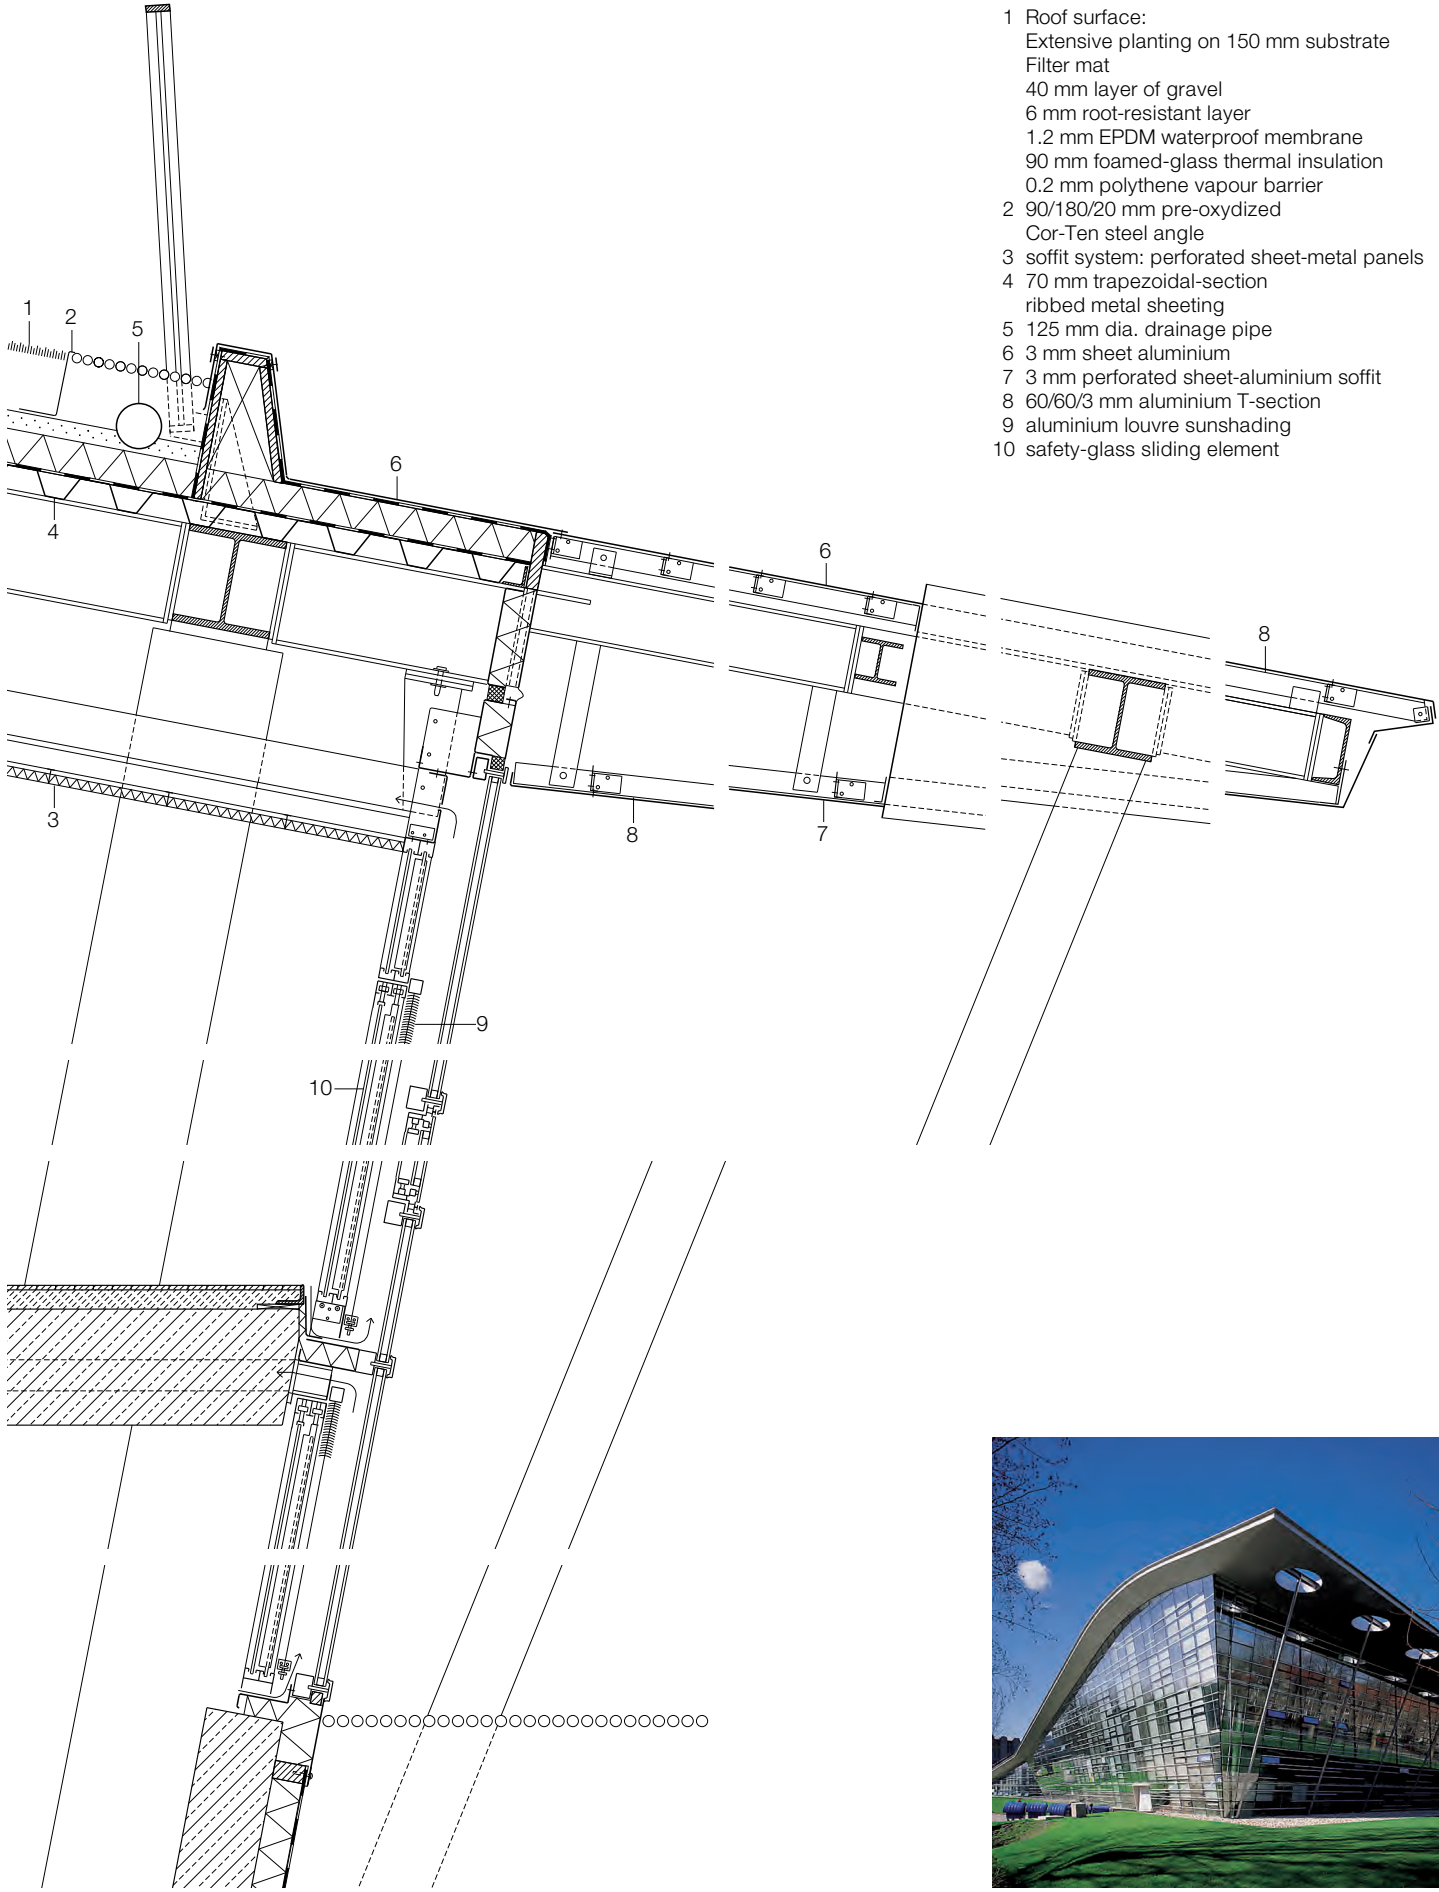 1 Roof surface:
Extensive planting on 150 mm substrate
Filter mat
40 mm layer of gravel
6 mm root-resistant layer
1.2 mm EPDM waterproof membrane
90 mm foamed-glass thermal insulation
0.2 mm polythene vapour barrier
2 90/180/20 mm pre-oxydized
Cor-Ten steel angle
3 soffit system: perforated sheet-metal panels
4 70 mm trapezoidal-section
ribbed metal sheeting
5 125 mm dia. drainage pipe
6 3 mm sheet aluminium
7 3 mm perforated sheet-aluminium soffit
8 60/60/3 mm aluminium T-section
9 aluminium louvre sunshading
10 safety-glass sliding element
1
2
5
6
4
6
8
3
8
7
9
10